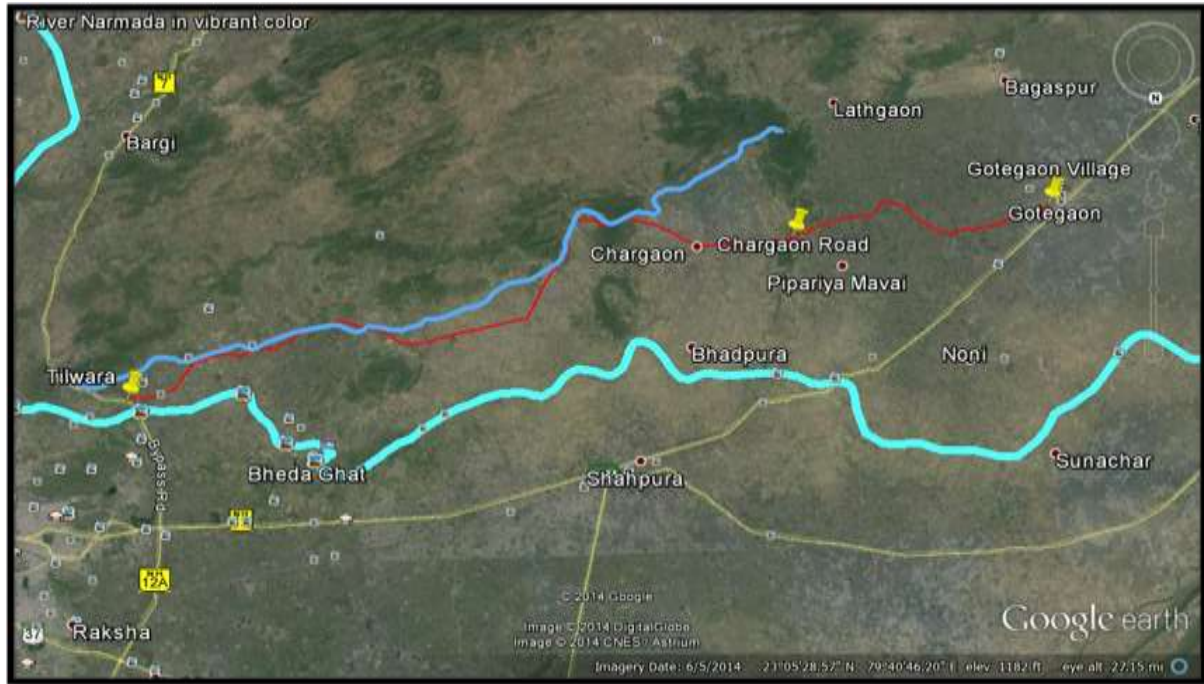 River Narmada in vibrant color
7
Bagaspur
Lathgaon
N
Bargi
Gotegaon Village
Gotegaon
Chargaon
Chargaon Road
Pipariya Mavai
Tilwara
Bhadpura
Noni
Bypass Rd
Bheda Ghat
Shahpura
Sunachar
NH
12A
© 2014 Google
Image © 2014 DigitalGlobe
Image © 2014 CNES / Astrium
Google earth
37
Raksha
Imagery Date: 6/5/2014 23°05'28.57" N 79°40'46.20" E elev 1182 ft eye alt 27.15 mi